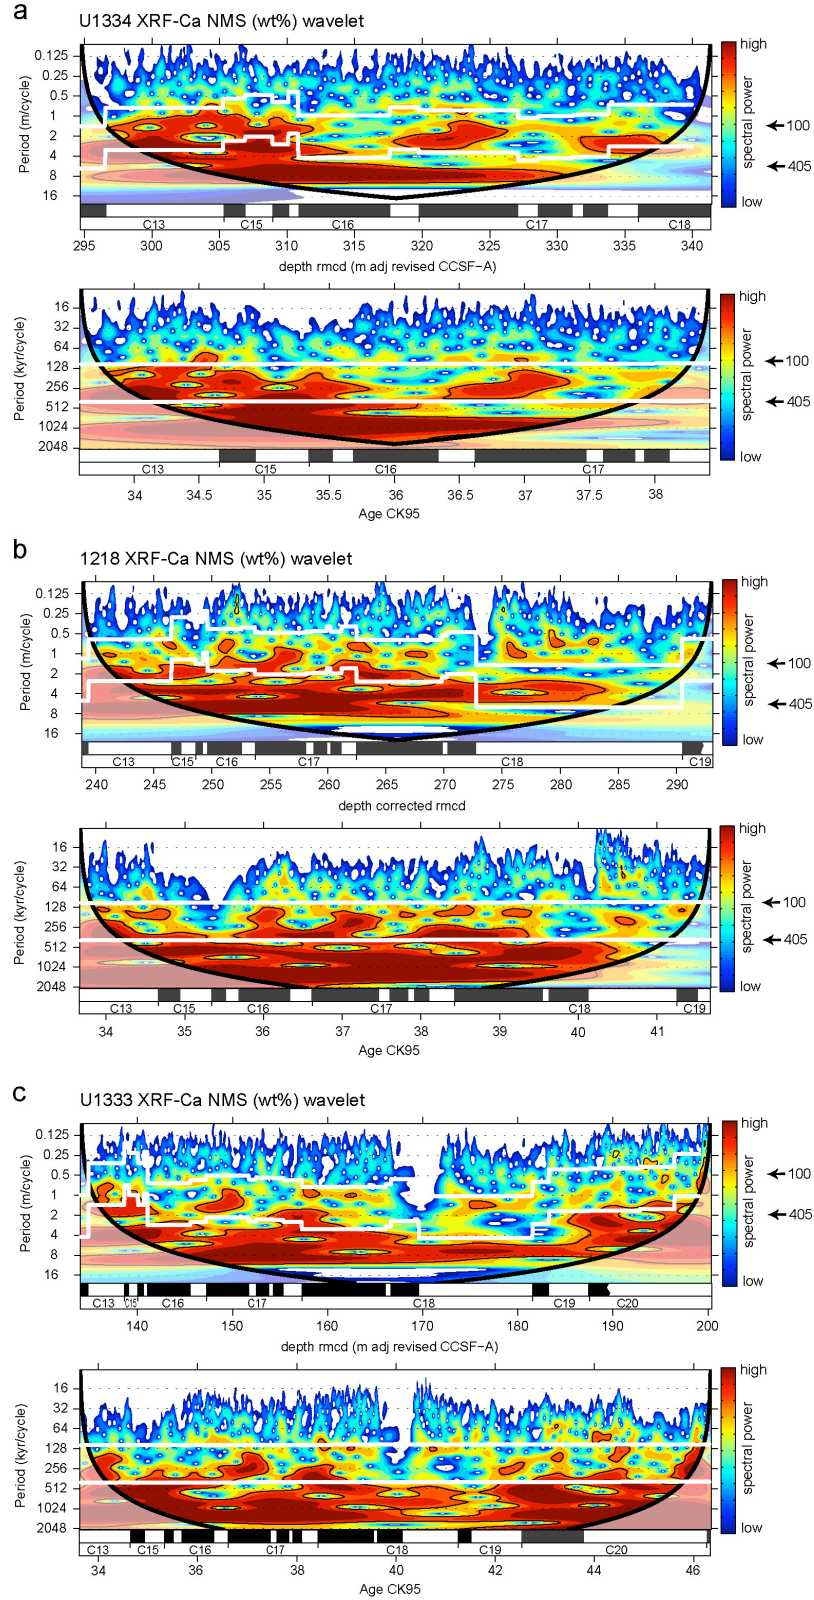 a
U1334 XRF-Ca NMS (wt%) wavelet
Period (m/cycle)
0.125
0.25
0.5
1
2
4
8
16
high
spectral power
low
100
405
C13 C15 C16 C17 C18
295 300 305 310 315 320 325 330 335 340
depth rmcd (m adj revised CCSF−A)
Period (kyr/cycle)
16
32
64
128
256
512
1024
2048
high
spectral power
low
100
405
C13 C15 C16 C17
34 34.5 35 35.5 36 36.5 37 37.5 38
Age CK95
b
1218 XRF-Ca NMS (wt%) wavelet
Period (m/cycle)
0.125
0.25
0.5
1
2
4
8
16
high
spectral power
low
100
405
C13 C15 C16 C17 C18 C19
240 245 250 255 260 265 270 275 280 285 290
depth corrected rmcd
Period (kyr/cycle)
16
32
64
128
256
512
1024
2048
high
spectral power
low
100
405
C13 C15 C16 C17 C18 C19
34 35 36 37 38 39 40 41
Age CK95
c
U1333 XRF-Ca NMS (wt%) wavelet
Period (m/cycle)
0.125
0.25
0.5
1
2
4
8
16
high
spectral power
low
100
405
C13 C15 C16 C17 C18 C19 C20
140 150 160 170 180 190 200
depth rmcd (m adj revised CCSF−A)
Period (kyr/cycle)
16
32
64
128
256
512
1024
2048
high
spectral power
low
100
405
C13 C15 C16 C17 C18 C19 C20
34 36 38 40 42 44 46
Age CK95